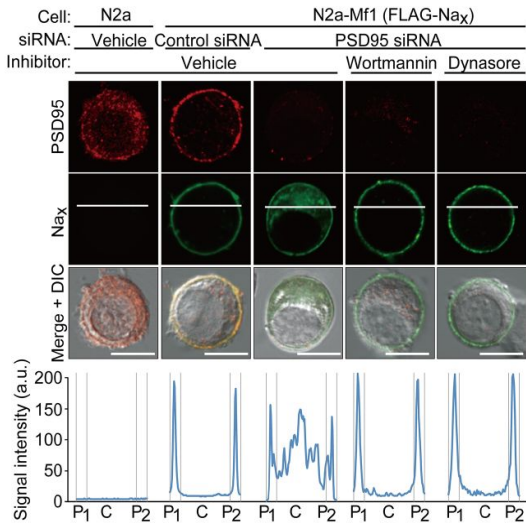 Cell: N2a N2a-Mf1 (FLAG-Nax)
siRNA: Vehicle Control siRNA PSD95 siRNA
Inhibitor: Vehicle Wortmannin Dynasore
PSD95
Nax
Merge + DIC
Signal intensity (a.u.)
200
150
100
50
0
P1 C P2 P1 C P2 P1 C P2 P1 C P2 P1 C P2